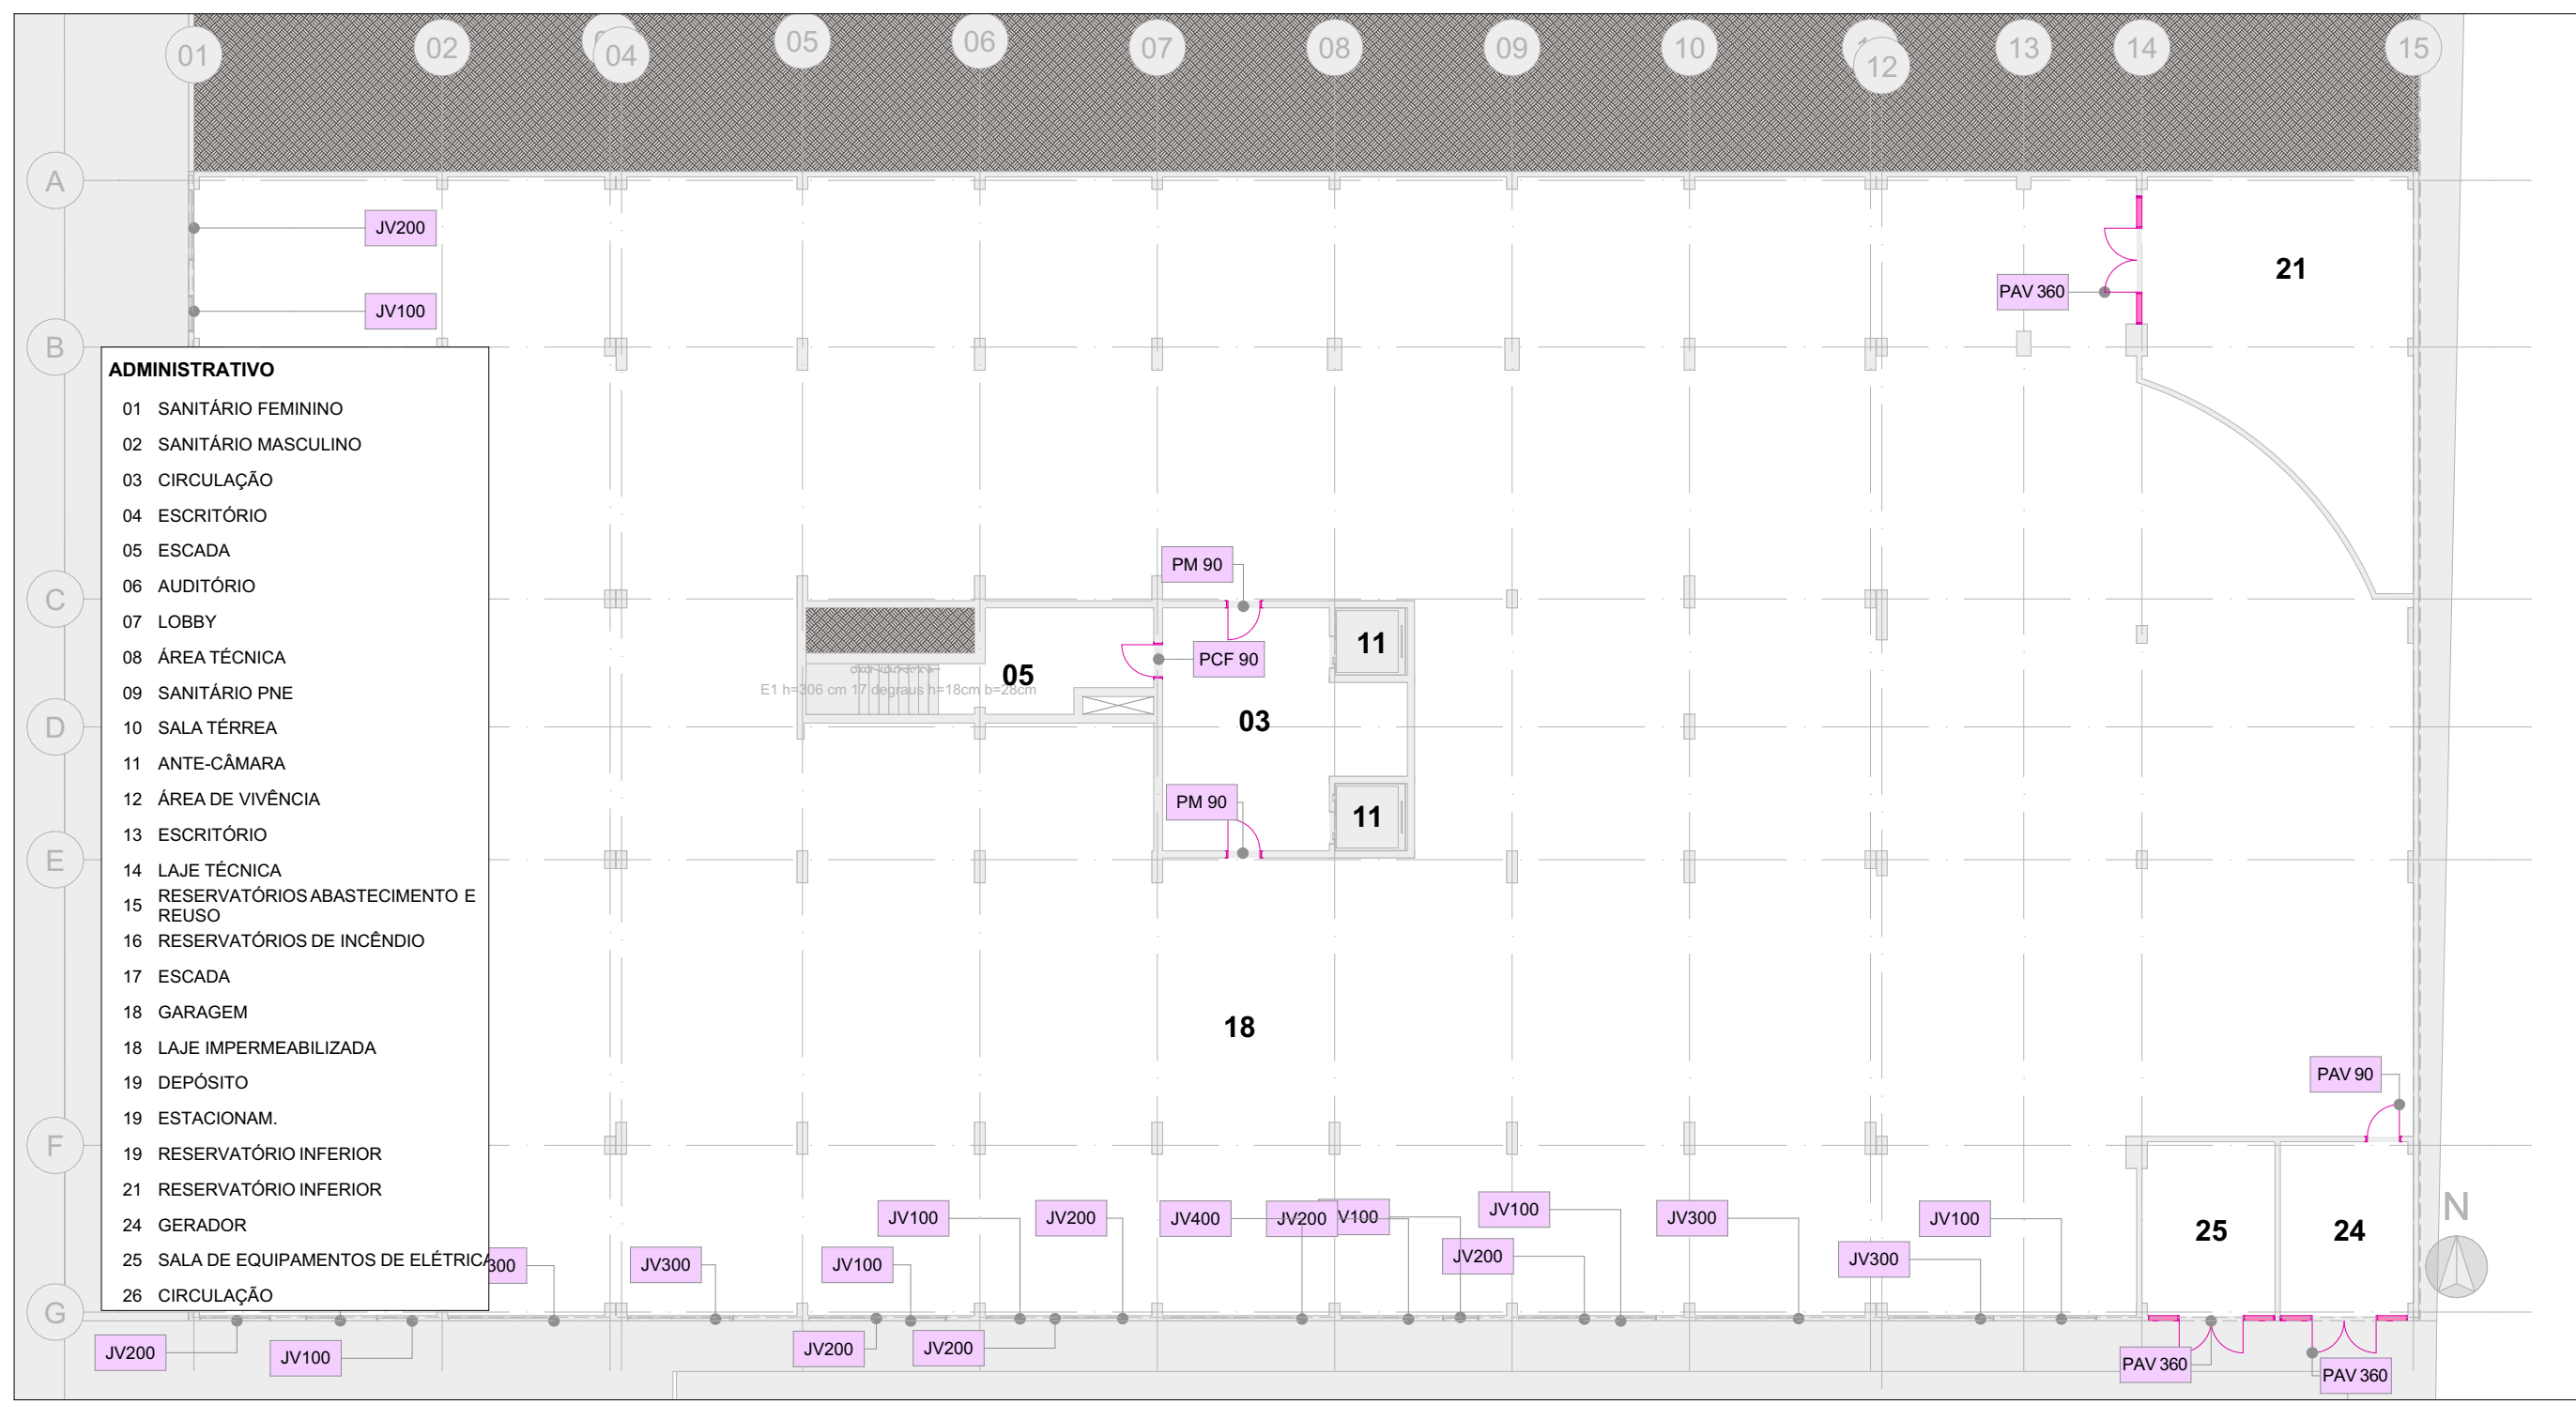 01
02
04
05
06
07
08
09
10
12
13
14
15
A
JV200
21
PAV 360
JV100
B
ADMINISTRATIVO
01 SANITÁRIO FEMININO
02 SANITÁRIO MASCULINO
03 CIRCULAÇÃO
04 ESCRITÓRIO
05 ESCADA
06 AUDITÓRIO
07 LOBBY
08 ÁREA TÉCNICA
09 SANITÁRIO PNE
10 SALA TÉRREA
11 ANTE-CÂMARA
12 ÁREA DE VIVÊNCIA
13 ESCRITÓRIO
14 LAJE TÉCNICA
15 RESERVATÓRIOS ABASTECIMENTO E
REUSO
16 RESERVATÓRIOS DE INCÊNDIO
17 ESCADA
18 GARAGEM
18 LAJE IMPERMEABILIZADA
19 DEPÓSITO
19 ESTACIONAM.
19 RESERVATÓRIO INFERIOR
21 RESERVATÓRIO INFERIOR
24 GERADOR
25 SALA DE EQUIPAMENTOS DE ELÉTRICA
26 CIRCULAÇÃO
PM 90
C
11
PCF 90
05
E1 h=306 cm 17 degraus h=18cm b=28cm
03
D
PM 90
11
E
18
PAV 90
F
JV100
JV200
JV400
JV200
V100
JV100
JV300
JV100
25
24
N
300
JV300
JV100
JV200
JV300
G
JV200
JV100
JV200
JV200
PAV 360
PAV 360